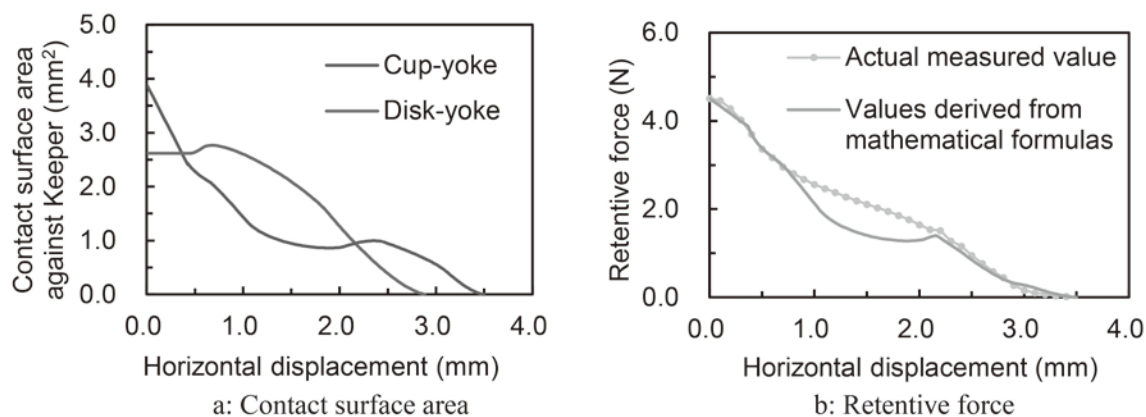 5.0
4.0
3.0
2.0
1.0
0.0
Contact surface area
against Keeper (mm²)
Cup-yoke
Disk-yoke
0.0 1.0 2.0 3.0 4.0
Horizontal displacement (mm)
a: Contact surface area
6.0
4.0
2.0
0.0
Retentive force (N)
Actual measured value
Values derived from
mathematical formulas
0.0 1.0 2.0 3.0 4.0
Horizontal displacement (mm)
b: Retentive force